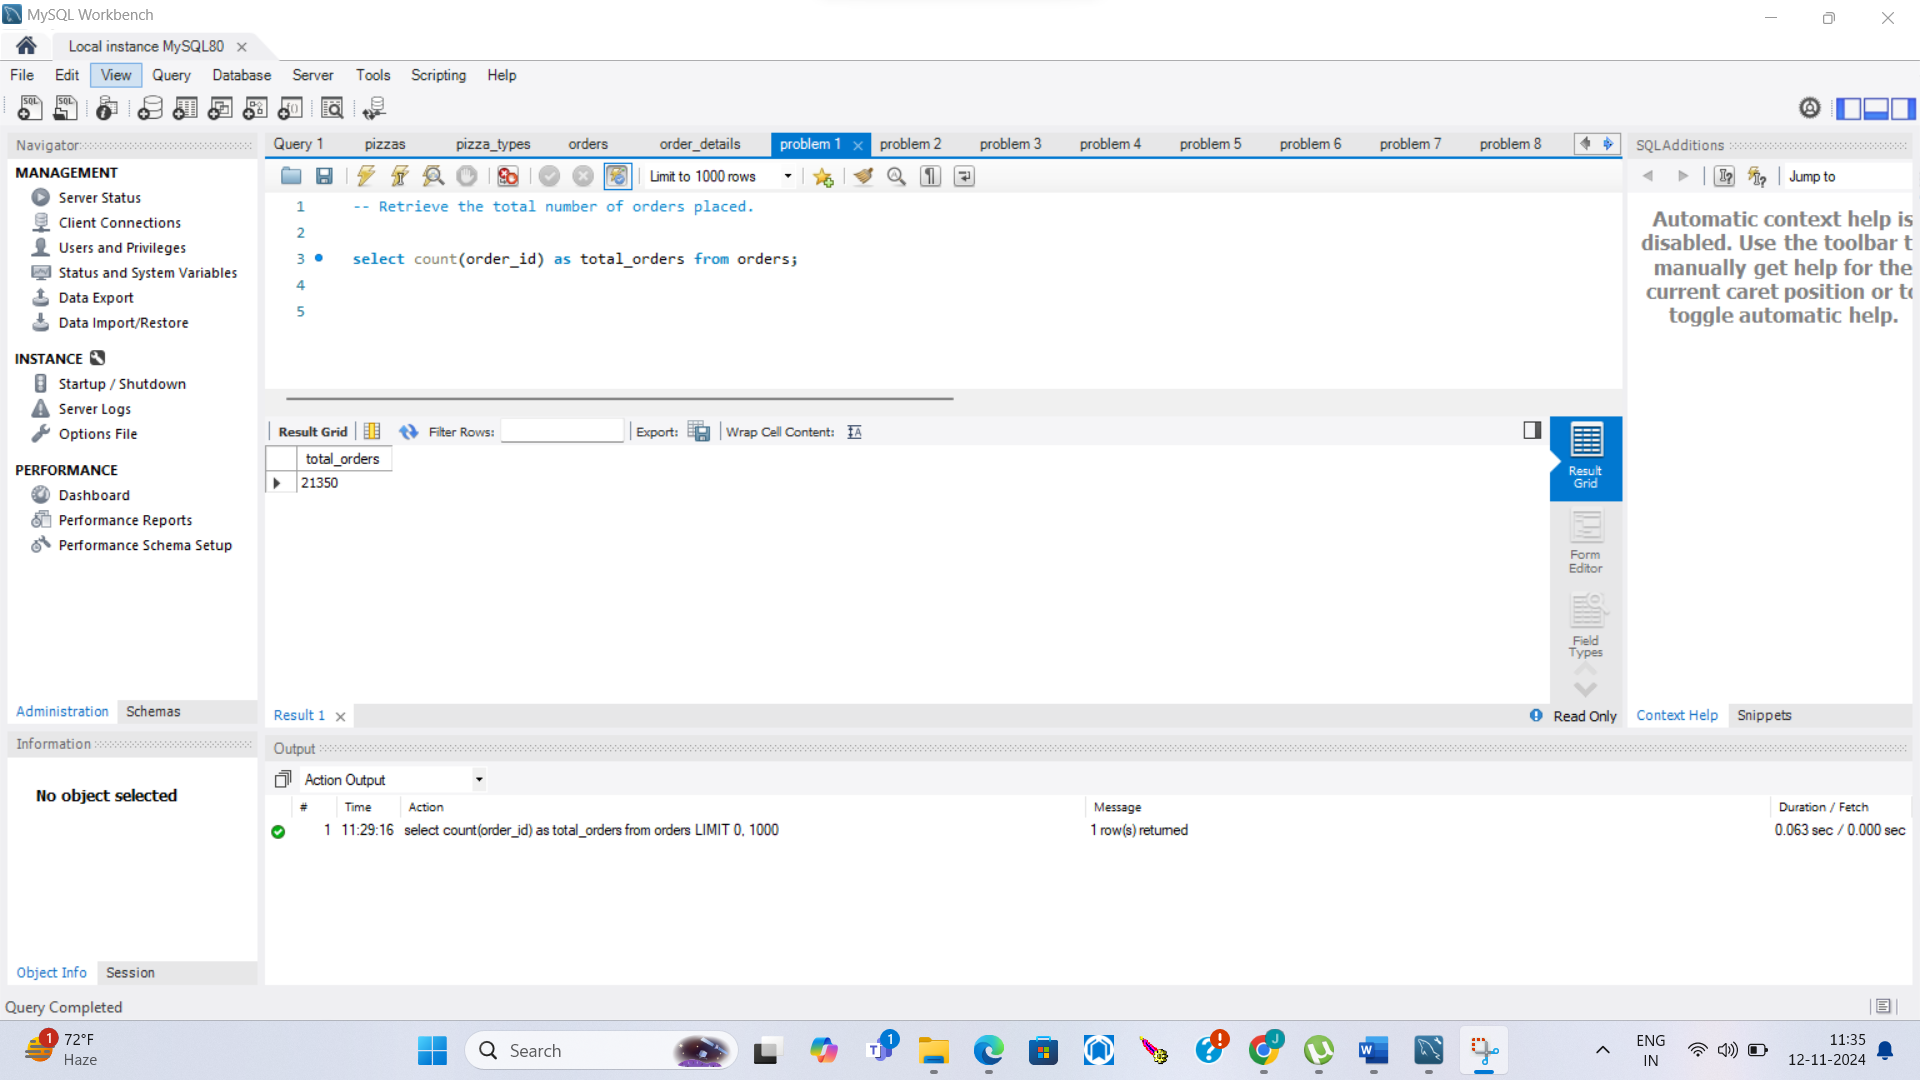 MySQL Workbench
Local instance MySQL80
File Edit View Query Database Server Tools Scripting Help
Navigator
MANAGEMENT
Server Status
Client Connections
Users and Privileges
Status and System Variables
Data Export
Data Import/Restore
INSTANCE
Startup / Shutdown
Server Logs
Options File
PERFORMANCE
Dashboard
Performance Reports
Performance Schema Setup
Administration Schemas
Information
No object selected
Object Info Session
Query 1 pizzas pizza_types orders order_details problem 1 problem 2 problem 3 problem 4 problem 5 problem 6 problem 7 problem 8
Limit to 1000 rows
1 -- Retrieve the total number of orders placed.
2
3 select count(order_id) as total_orders from orders;
4
5
Result Grid Filter Rows: Export: Wrap Cell Content:
total_orders
21350
Result Grid
Form Editor
Field Types
Result 1 Read Only
SQLAdditions
Jump to
Automatic context help is
disabled. Use the toolbar t
manually get help for the
current caret position or to
toggle automatic help.
Context Help Snippets
Output
Action Output
# Time Action Message Duration / Fetch
1 11:29:16 select count(order_id) as total_orders from orders LIMIT 0, 1000 1 row(s) returned 0.063 sec / 0.000 sec
Query Completed
1 72°F
Haze
Search
1
J
ENG
IN
11:35
12-11-2024